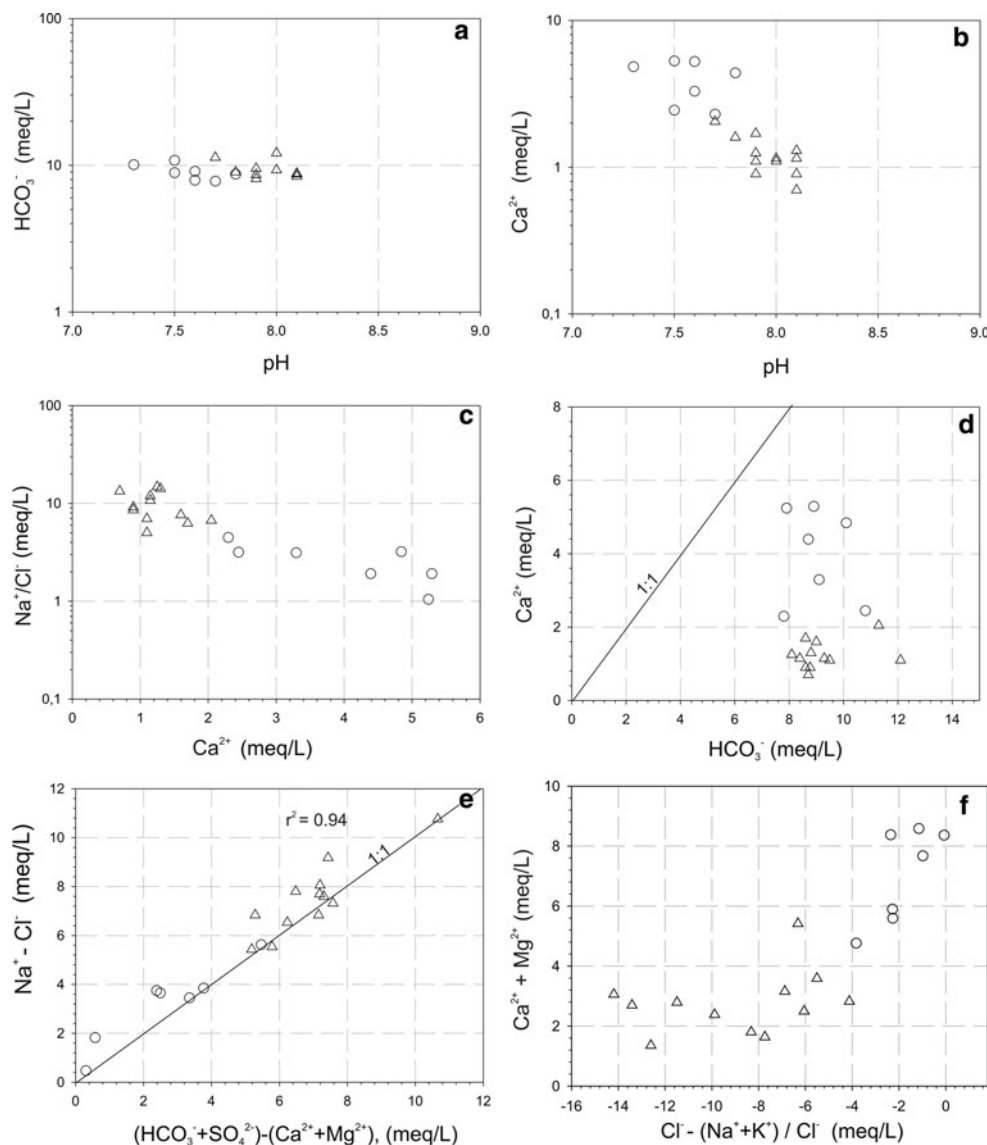 a
100
10
1
HCO₃⁻ (meq/L)
7.0 7.5 8.0 8.5 9.0
pH
b
10
1
0,1
Ca²⁺ (meq/L)
7.0 7.5 8.0 8.5 9.0
pH
c
100
10
1
0,1
Na⁺/Cl⁻ (meq/L)
0 1 2 3 4 5 6
Ca²⁺ (meq/L)
d
8
6
4
2
0
Ca²⁺ (meq/L)
1:1
0 2 4 6 8 10 12 14
HCO₃⁻ (meq/L)
e
12
10
8
6
4
2
0
Na⁺ - Cl⁻ (meq/L)
r² = 0.94
1:1
0 2 4 6 8 10 12
(HCO₃⁻+SO₄²⁻)-(Ca²⁺+Mg²⁺), (meq/L)
f
10
8
6
4
2
0
Ca²⁺ + Mg²⁺ (meq/L)
-16 -14 -12 -10 -8 -6 -4 -2 0
Cl⁻- (Na⁺+K⁺) / Cl⁻ (meq/L)